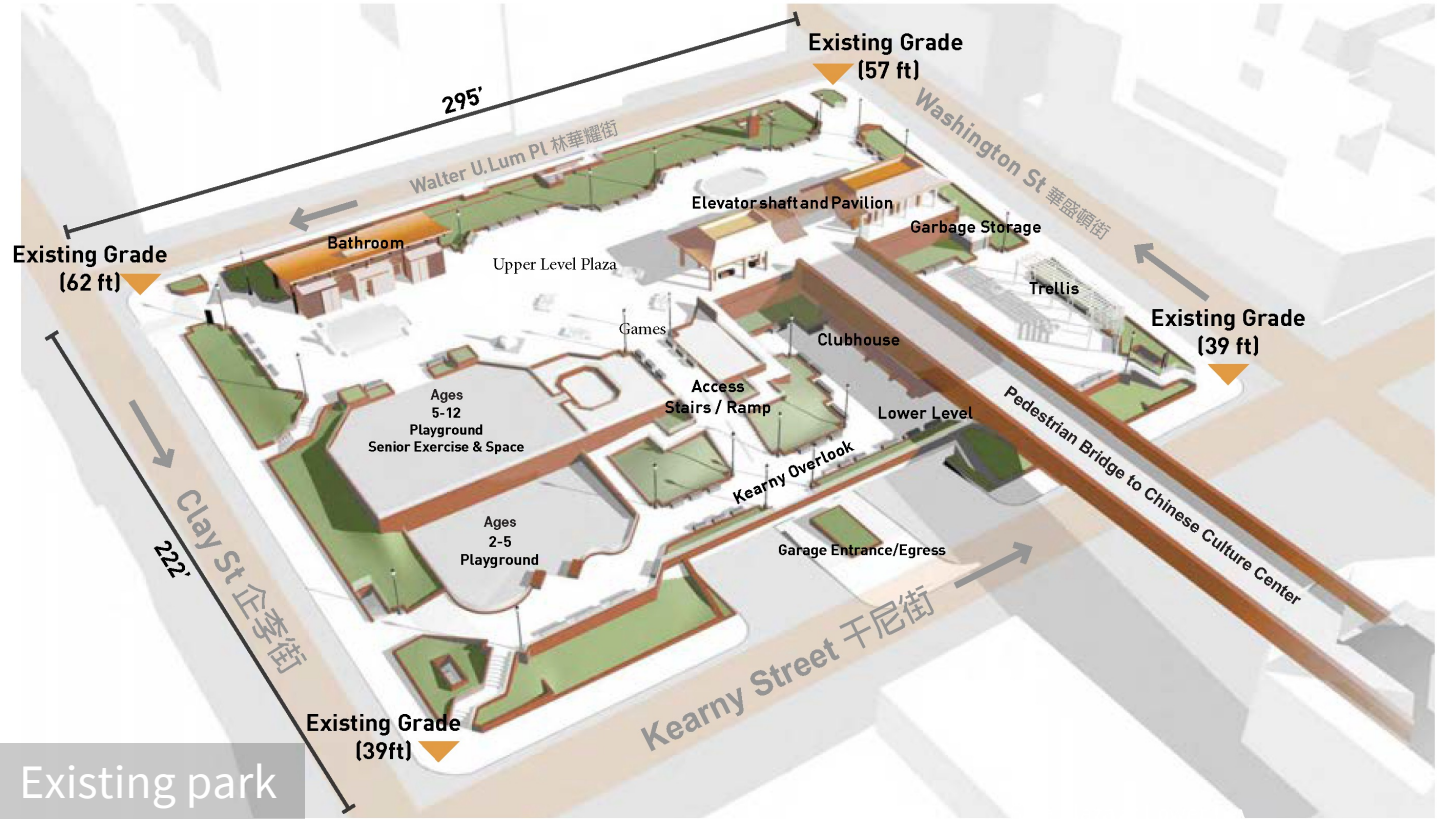 Existing Grade
(57 ft)
295’
Washington St 華盛頓街
Walter U.Lum Pl 林華耀街
Elevator shaft and Pavilion
Garbage Storage
Existing Grade
(62 ft)
Bathroom
Upper Level Plaza
Trellis
Existing Grade
(39 ft)
Games
Clubhouse
Access
Stairs / Ramp
Ages
5-12
Playground
Senior Exercise & Space
Lower Level
Pedestrian Bridge to Chinese Culture Center
Kearny Overlook
Ages
2-5
Playground
Garage Entrance/Egress
Clay St 企李街
222’
Kearny Street 干尼街
Existing Grade
(39ft)
Existing park